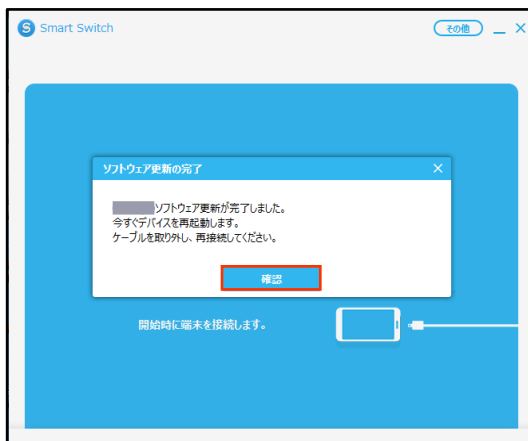 Smart Switch
その他
ソフトウェア更新の完了
ソフトウェア更新が完了しました。
今すぐデバイスを再起動します。
ケーブルを取り外し、再接続してください。
確認
開始時に端末を接続します。